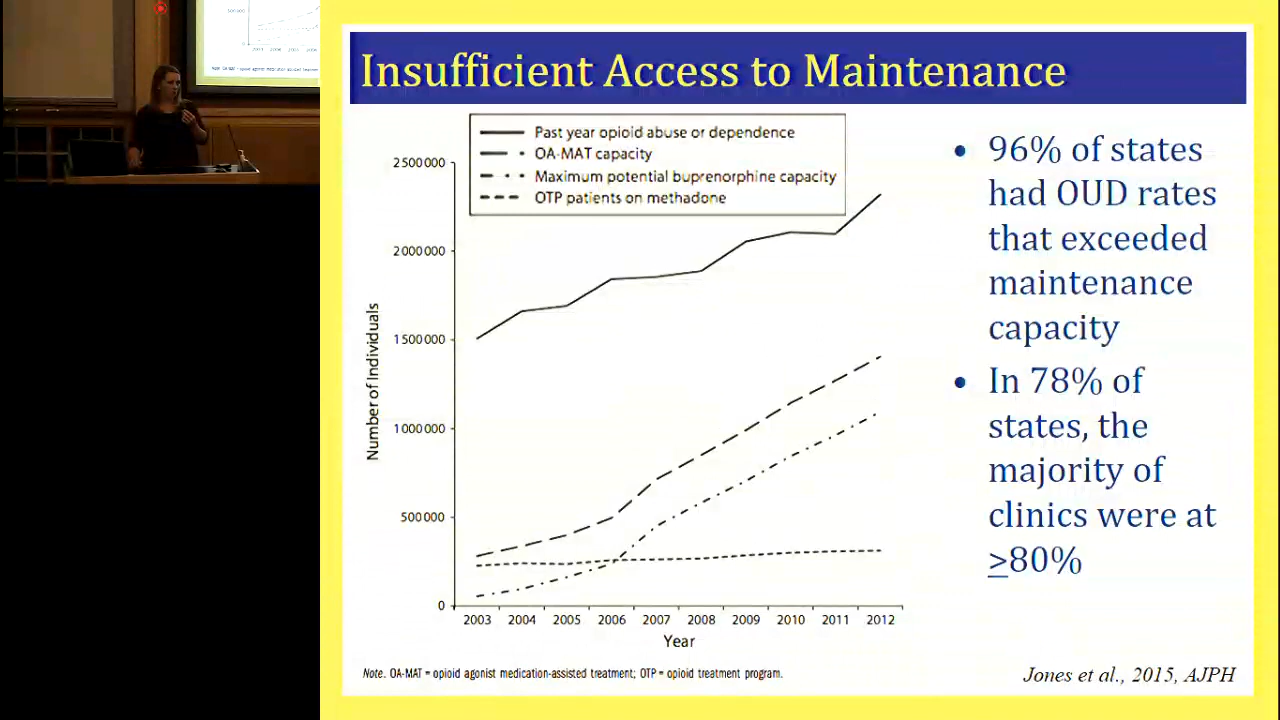 Insufficient Access to Maintenance
Past year opioid abuse or dependence
OA-MAT capacity
Maximum potential buprenorphine capacity
OTP patients on methadone
2500000
2000000
1500000
1000000
500000
0
Number of Individuals
2003 2004 2005 2006 2007 2008 2009 2010 2011 2012
Year
Note. OA-MAT = opioid agonist medication-assisted treatment; OTP = opioid treatment program.
• 96% of states
had OUD rates
that exceeded
maintenance
capacity
• In 78% of
states, the
majority of
clinics were at
≥80%
Jones et al., 2015, AJPH